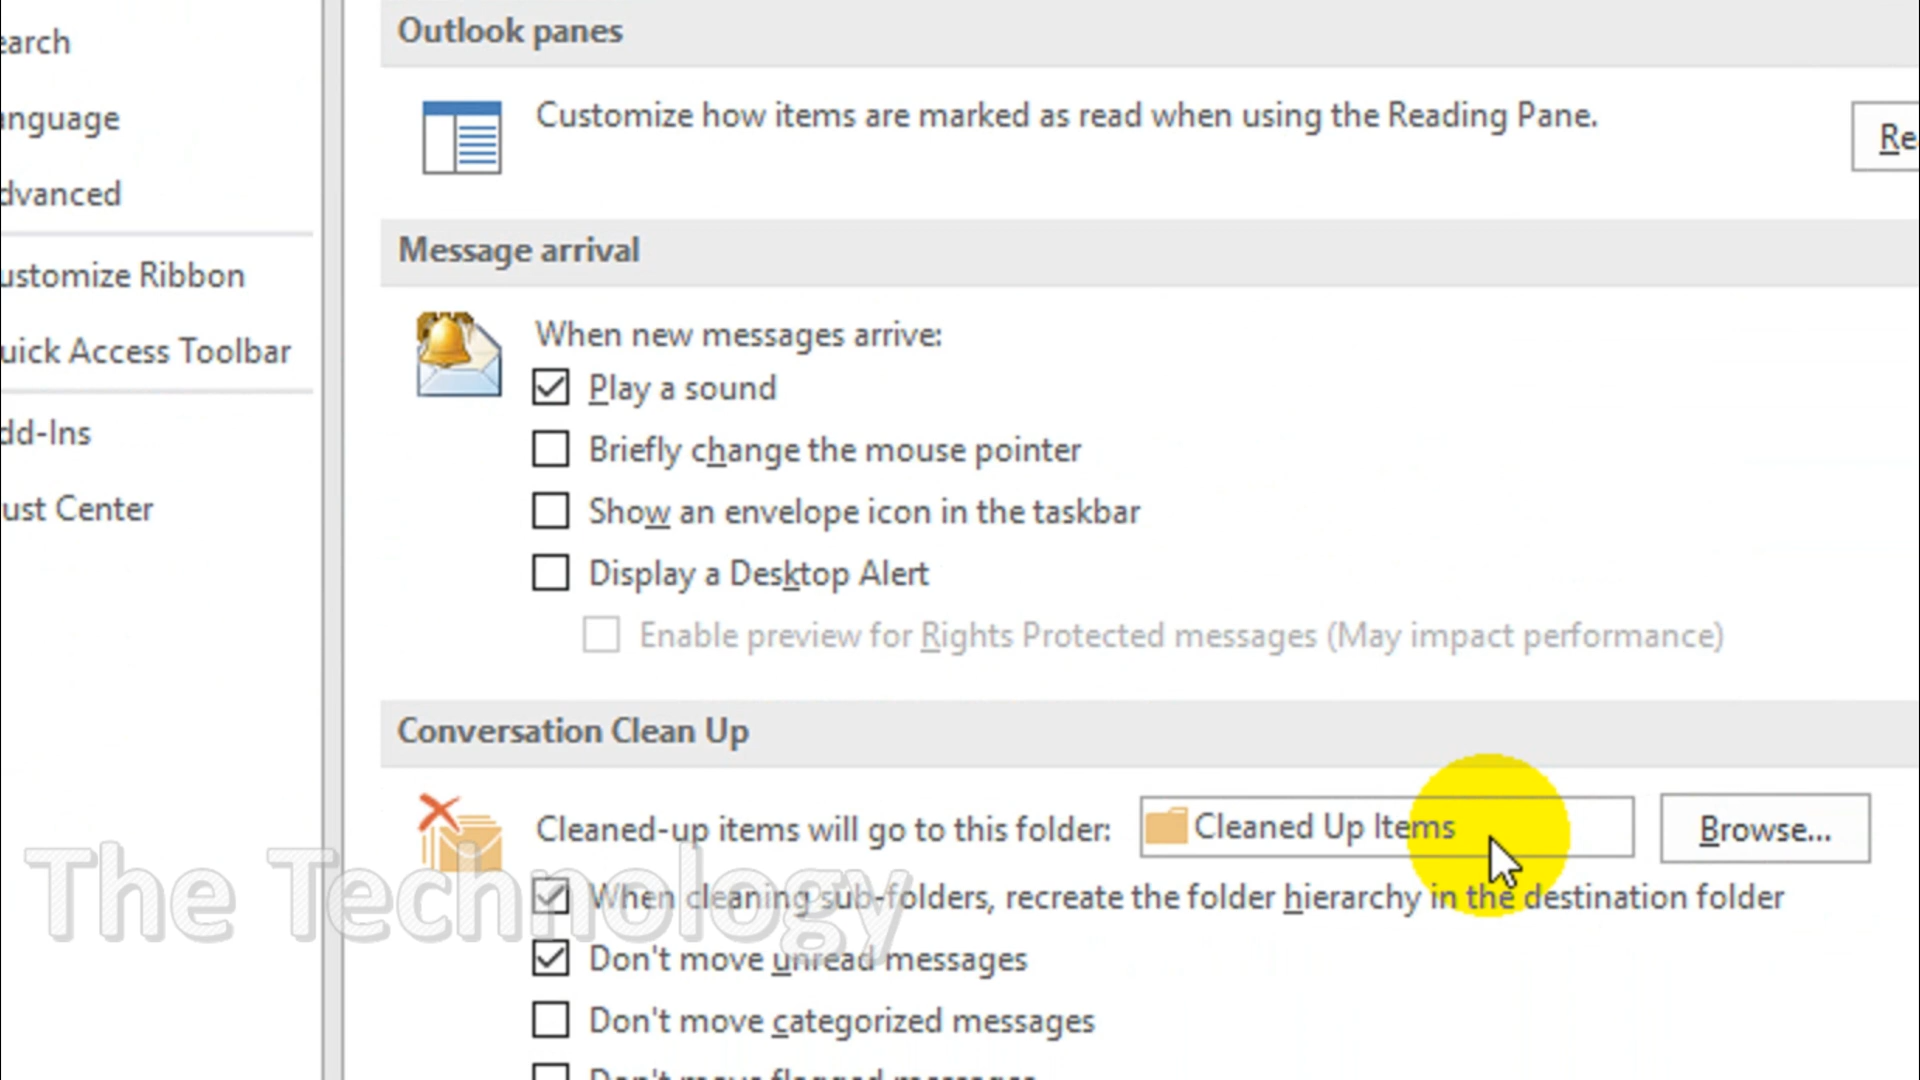 Outlook panes
Customize how items are marked as read when using the Reading Pane.
Message arrival
When new messages arrive:
Play a sound
Briefly change the mouse pointer
Show an envelope icon in the taskbar
Display a Desktop Alert
Enable preview for Rights Protected messages (May impact performance)
Conversation Clean Up
Cleaned-up items will go to this folder: Cleaned Up Items Browse...
When cleaning sub-folders, recreate the folder hierarchy in the destination folder
Don't move unread messages
Don't move categorized messages
Don't move flagged messages
earch
anguage
dvanced
ustomize Ribbon
uick Access Toolbar
dd-Ins
ust Center
Re
The Technology